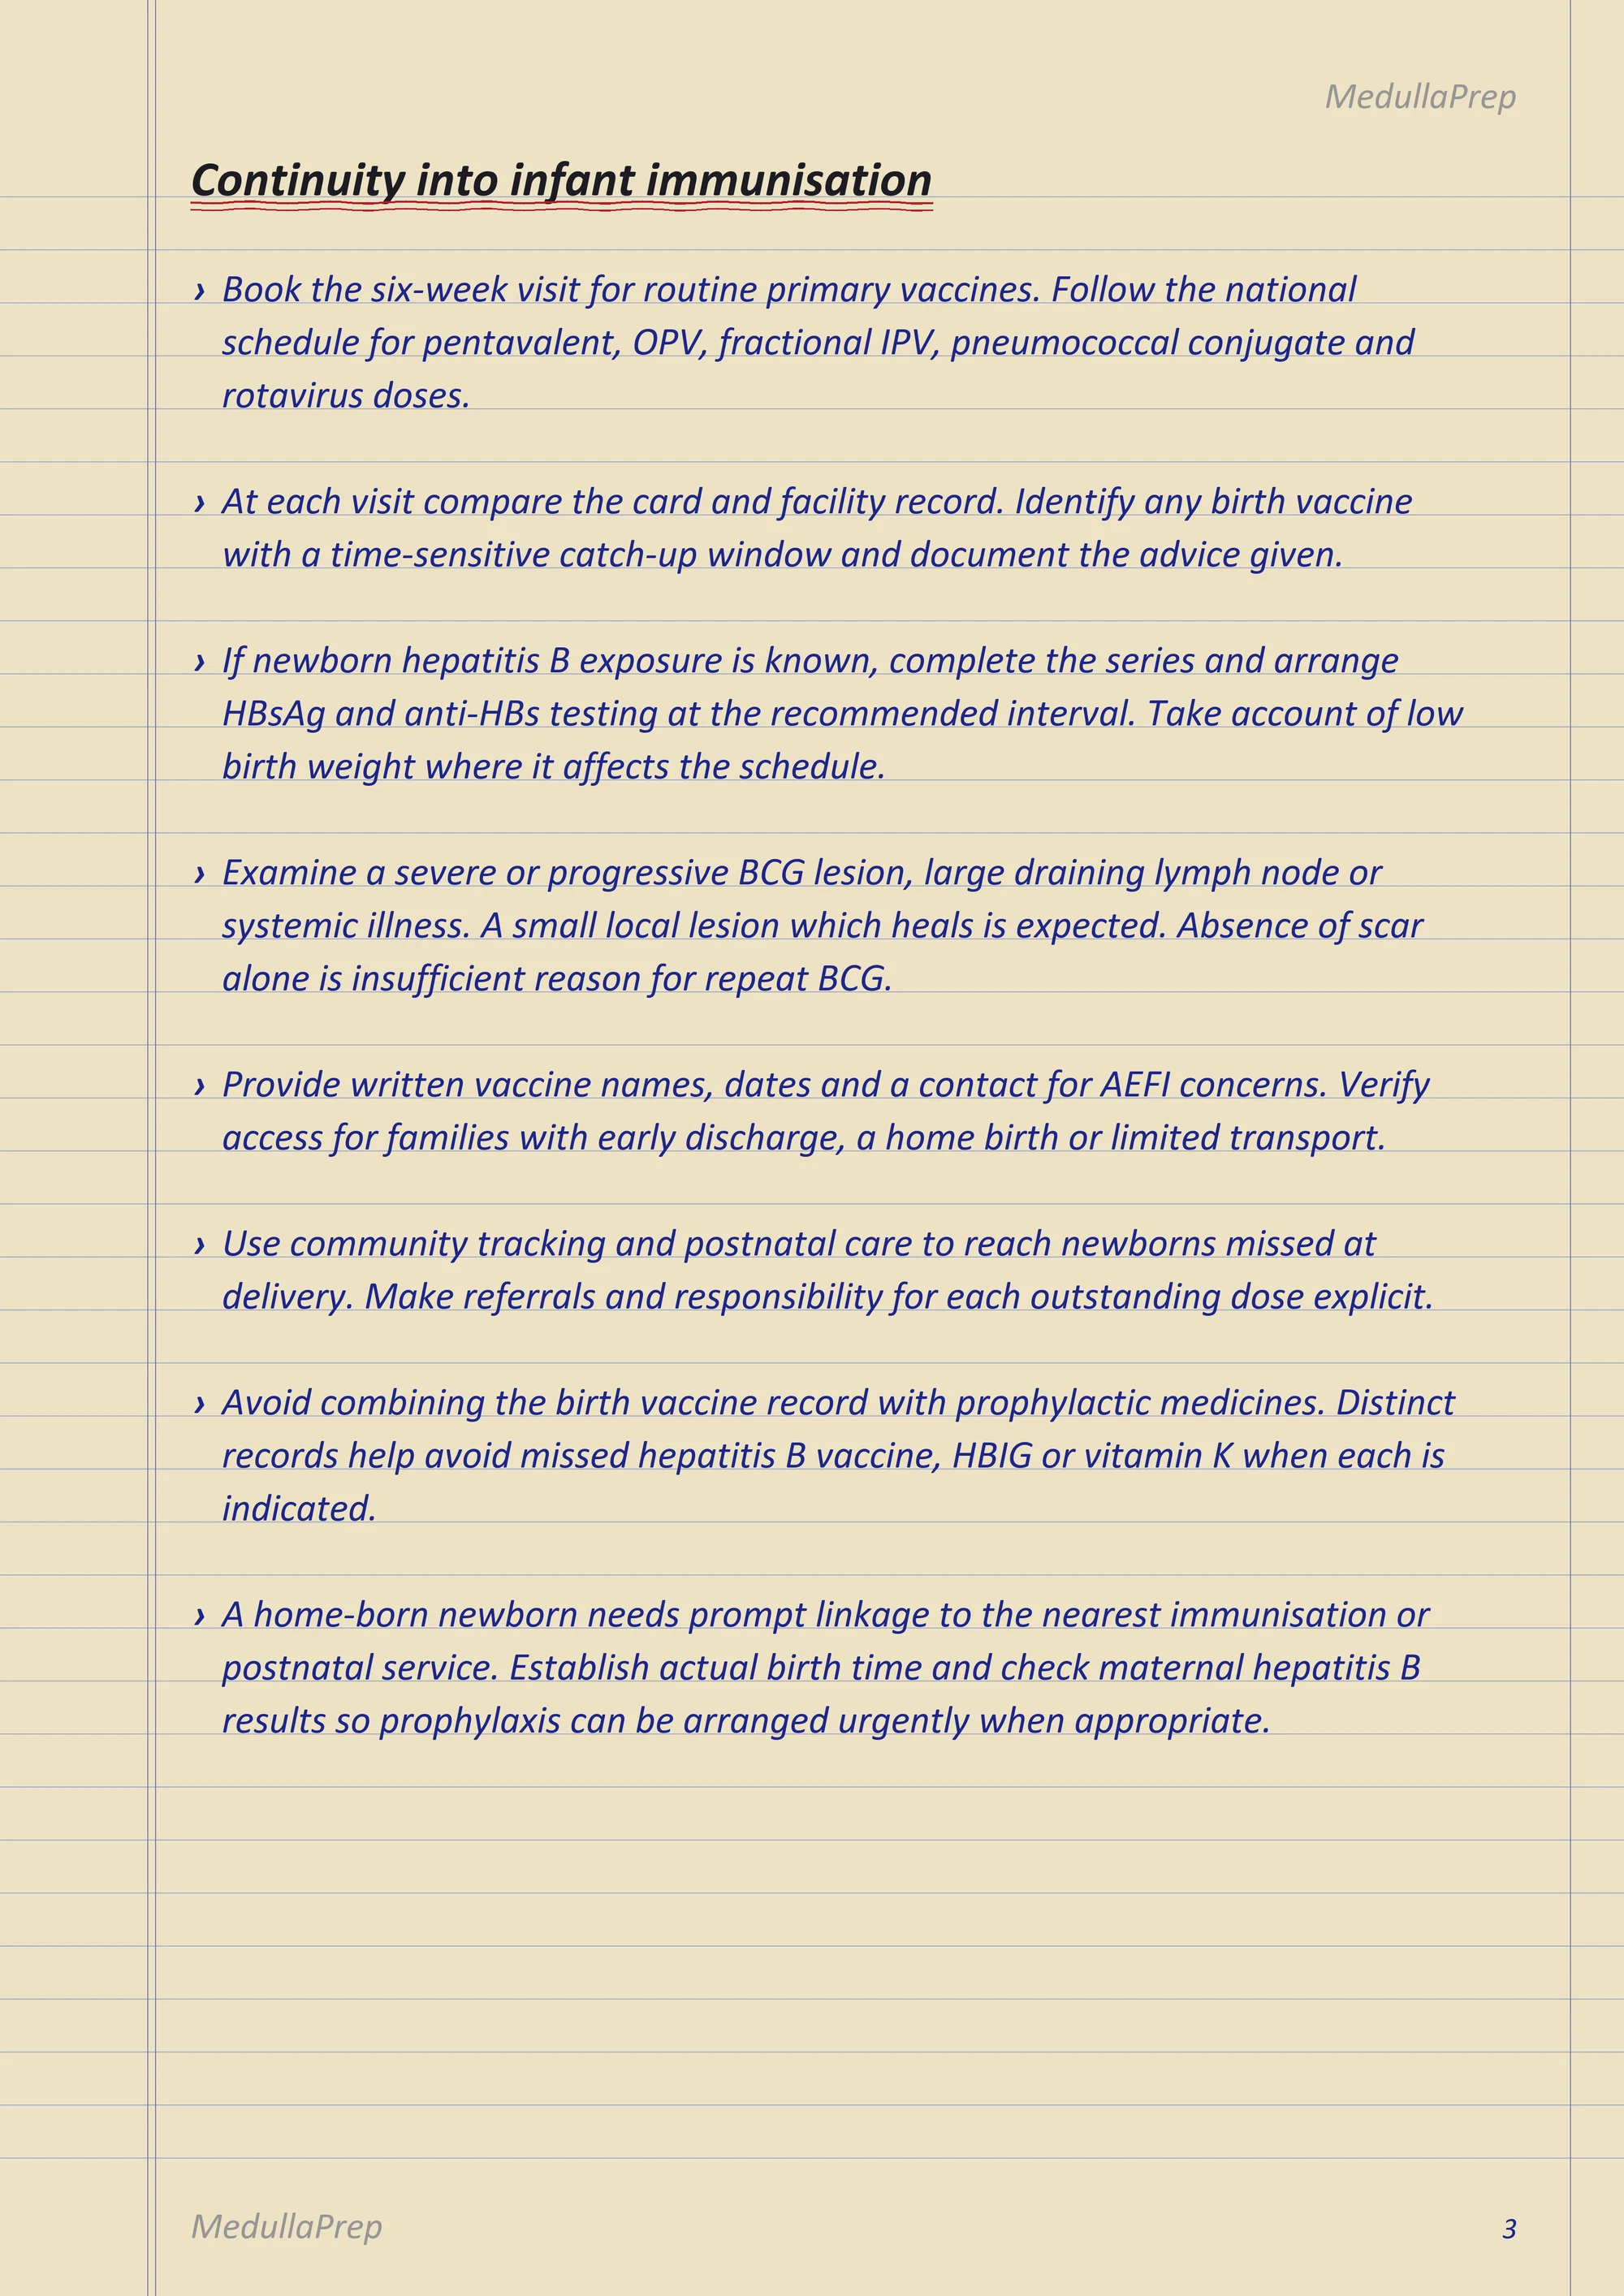 MedullaPrep
Continuity into infant immunisation
› Book the six-week visit for routine primary vaccines. Follow the national
schedule for pentavalent, OPV, fractional IPV, pneumococcal conjugate and
rotavirus doses.
› At each visit compare the card and facility record. Identify any birth vaccine
with a time-sensitive catch-up window and document the advice given.
› If newborn hepatitis B exposure is known, complete the series and arrange
HBsAg and anti-HBs testing at the recommended interval. Take account of low
birth weight where it affects the schedule.
› Examine a severe or progressive BCG lesion, large draining lymph node or
systemic illness. A small local lesion which heals is expected. Absence of scar
alone is insufficient reason for repeat BCG.
› Provide written vaccine names, dates and a contact for AEFI concerns. Verify
access for families with early discharge, a home birth or limited transport.
› Use community tracking and postnatal care to reach newborns missed at
delivery. Make referrals and responsibility for each outstanding dose explicit.
› Avoid combining the birth vaccine record with prophylactic medicines. Distinct
records help avoid missed hepatitis B vaccine, HBIG or vitamin K when each is
indicated.
› A home-born newborn needs prompt linkage to the nearest immunisation or
postnatal service. Establish actual birth time and check maternal hepatitis B
results so prophylaxis can be arranged urgently when appropriate.
MedullaPrep
3